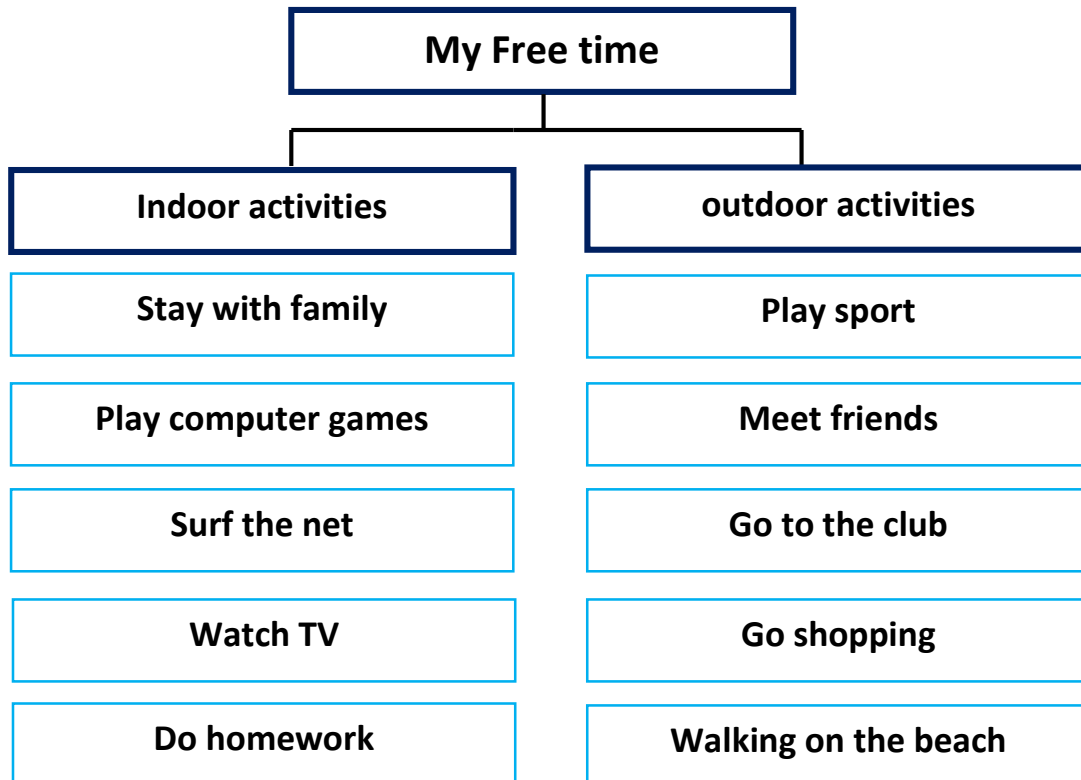 My Free time
Indoor activities
outdoor activities
Stay with family
Play sport
Play computer games
Meet friends
Surf the net
Go to the club
Watch TV
Go shopping
Do homework
Walking on the beach